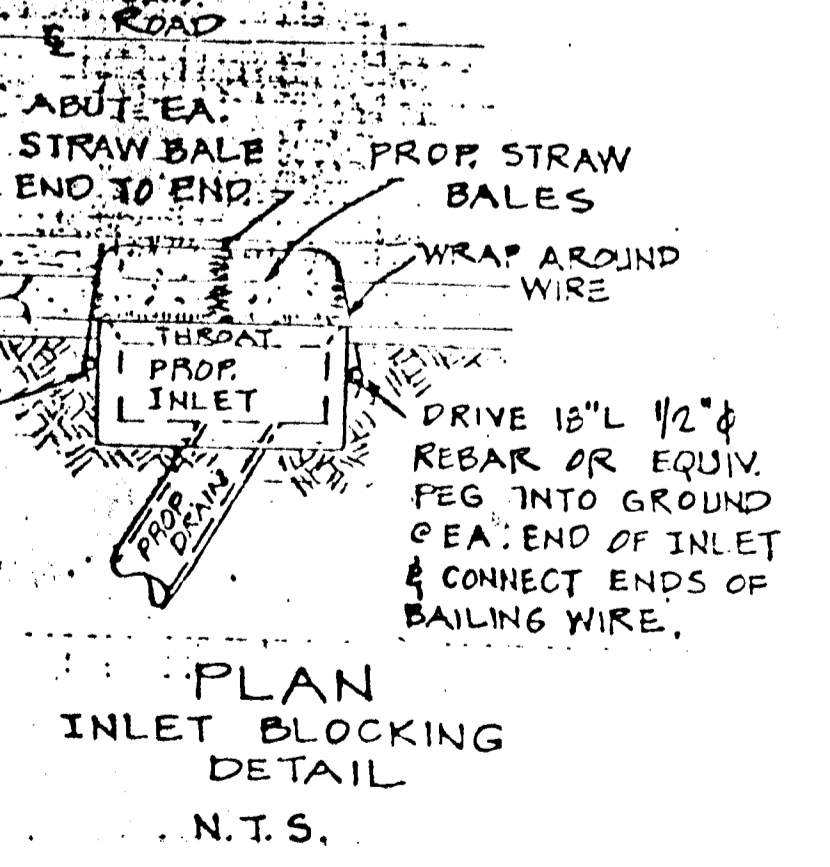 ℄ ROAD
ABUT EA.
STRAW BALE
END TO END.
PROP. STRAW
BALES
WRAP AROUND
WIRE
THROAT
PROP.
INLET
PROP
DRAIN
DRIVE 18"L 1/2"ϕ
REBAR OR EQUIV.
PEG INTO GROUND
@ EA. END OF INLET
& CONNECT ENDS OF
BAILING WIRE.
PLAN
INLET BLOCKING
DETAIL
N.T.S.